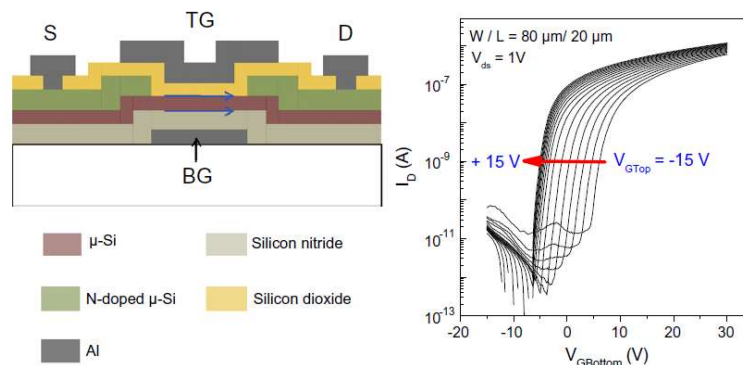 S
TG
D
BG
μ-Si
Silicon nitride
N-doped μ-Si
Silicon dioxide
Al
W / L = 80 μm/ 20 μm
V_ds = 1V
+ 15 V
V_GTop = -15 V
I_D (A)
10^-7
10^-9
10^-11
10^-13
-20
-10
0
10
20
30
V_GBottom (V)